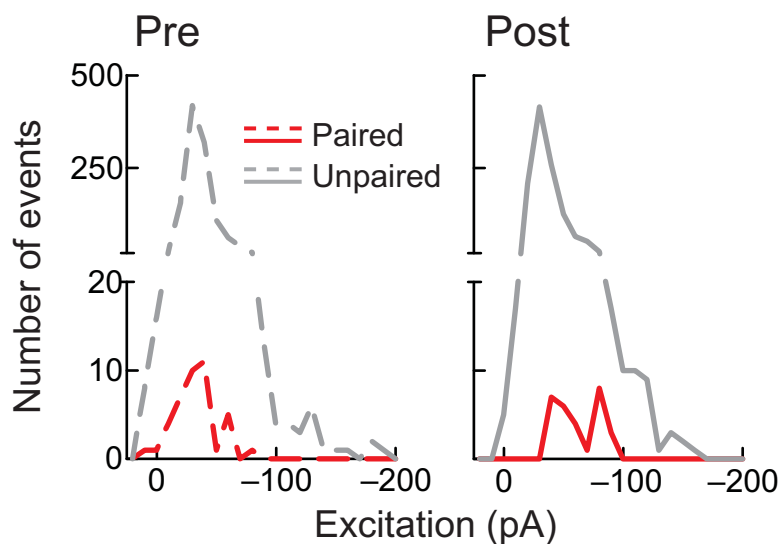 Pre
Post
Number of events
500
250
20
10
0
Paired
Unpaired
0
–100
–200
0
–100
–200
Excitation (pA)